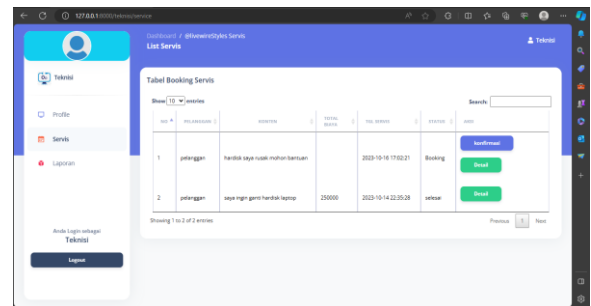 127.0.0.1:8000/teknisi/service
Dashboard / @livewireStyles Servis
List Servis
Teknisi
Teknisi
Profile
Servis
Laporan
Anda Login sebagai
Teknisi
Logout
Tabel Booking Servis
Show 10 entries
Search:
NO PELANGGAN KONTEN TOTAL BIAYA TGL SERVIS STATUS AKSI
1 pelanggan hardisk saya rusak mohon bantuan 2023-10-16 17:02:21 Booking konfirmasi
Detail
2 pelanggan saya ingin ganti hardisk laptop 250000 2023-10-14 22:35:28 selesai Detail
Showing 1 to 2 of 2 entries
Previous 1 Next